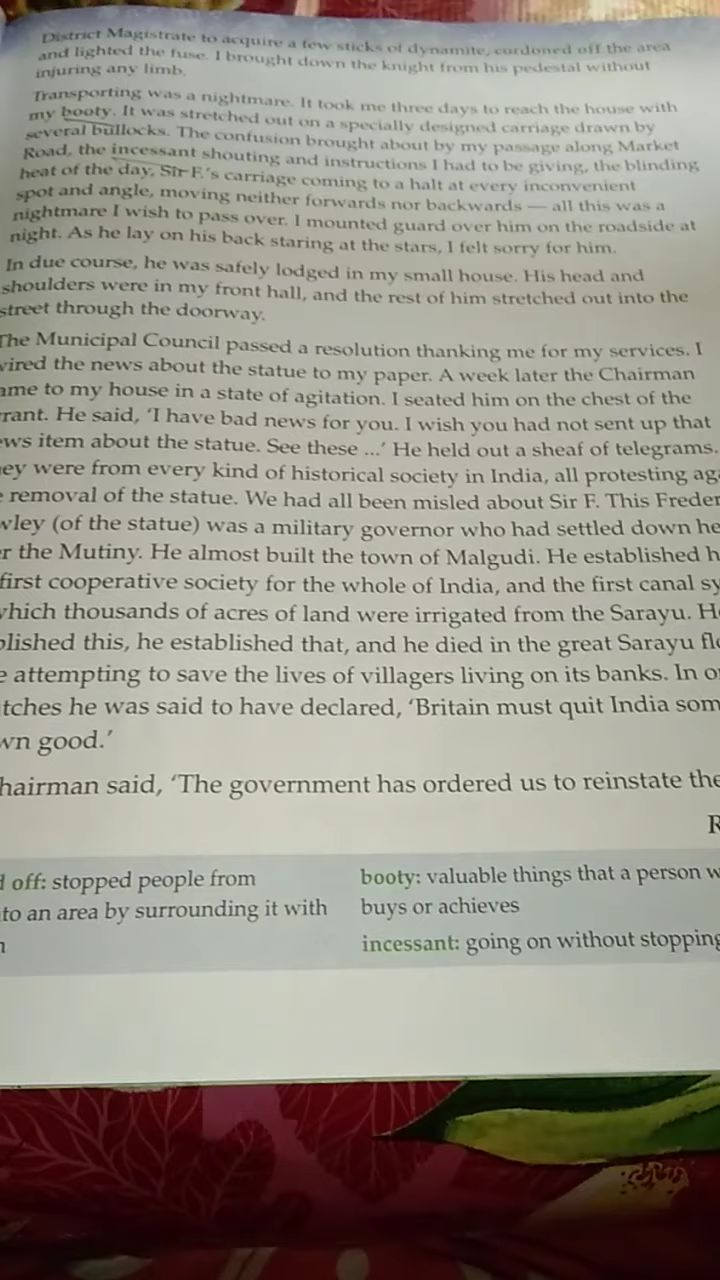 District Magistrate to acquire a few sticks of dynamite, cordoned off the area
and lighted the fuse. I brought down the knight from his pedestal without
injuring any limb.
Transporting was a nightmare. It took me three days to reach the house with
my booty. It was stretched out on a specially designed carriage drawn by
several bullocks. The confusion brought about by my passage along Market
Road, the incessant shouting and instructions I had to be giving, the blinding
heat of the day, Sir F.'s carriage coming to a halt at every inconvenient
spot and angle, moving neither forwards nor backwards — all this was a
nightmare I wish to pass over. I mounted guard over him on the roadside at
night. As he lay on his back staring at the stars, I felt sorry for him.
In due course, he was safely lodged in my small house. His head and
shoulders were in my front hall, and the rest of him stretched out into the
street through the doorway.
The Municipal Council passed a resolution thanking me for my services. I
wired the news about the statue to my paper. A week later the Chairman
ame to my house in a state of agitation. I seated him on the chest of the
rant. He said, 'I have bad news for you. I wish you had not sent up that
ews item about the statue. See these ...' He held out a sheaf of telegrams.
ey were from every kind of historical society in India, all protesting aga
e removal of the statue. We had all been misled about Sir F. This Freder
wley (of the statue) was a military governor who had settled down he
r the Mutiny. He almost built the town of Malgudi. He established h
first cooperative society for the whole of India, and the first canal sy
which thousands of acres of land were irrigated from the Sarayu. He
blished this, he established that, and he died in the great Sarayu flo
e attempting to save the lives of villagers living on its banks. In o
tches he was said to have declared, 'Britain must quit India som
wn good.'
hairman said, 'The government has ordered us to reinstate the
R
d off: stopped people from
to an area by surrounding it with
n
booty: valuable things that a person w
buys or achieves
incessant: going on without stopping